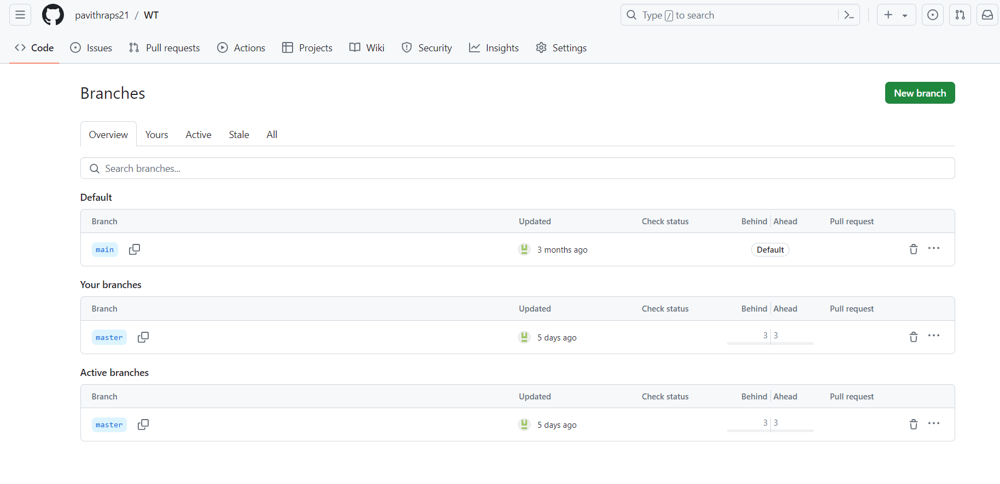 pavithraps21 / WT
Type / to search
Code Issues Pull requests Actions Projects Wiki Security Insights Settings
Branches
New branch
Overview Yours Active Stale All
Search branches...
Default
Branch Updated Check status Behind Ahead Pull request
main 3 months ago Default
Your branches
Branch Updated Check status Behind Ahead Pull request
master 5 days ago 3 3
Active branches
Branch Updated Check status Behind Ahead Pull request
master 5 days ago 3 3